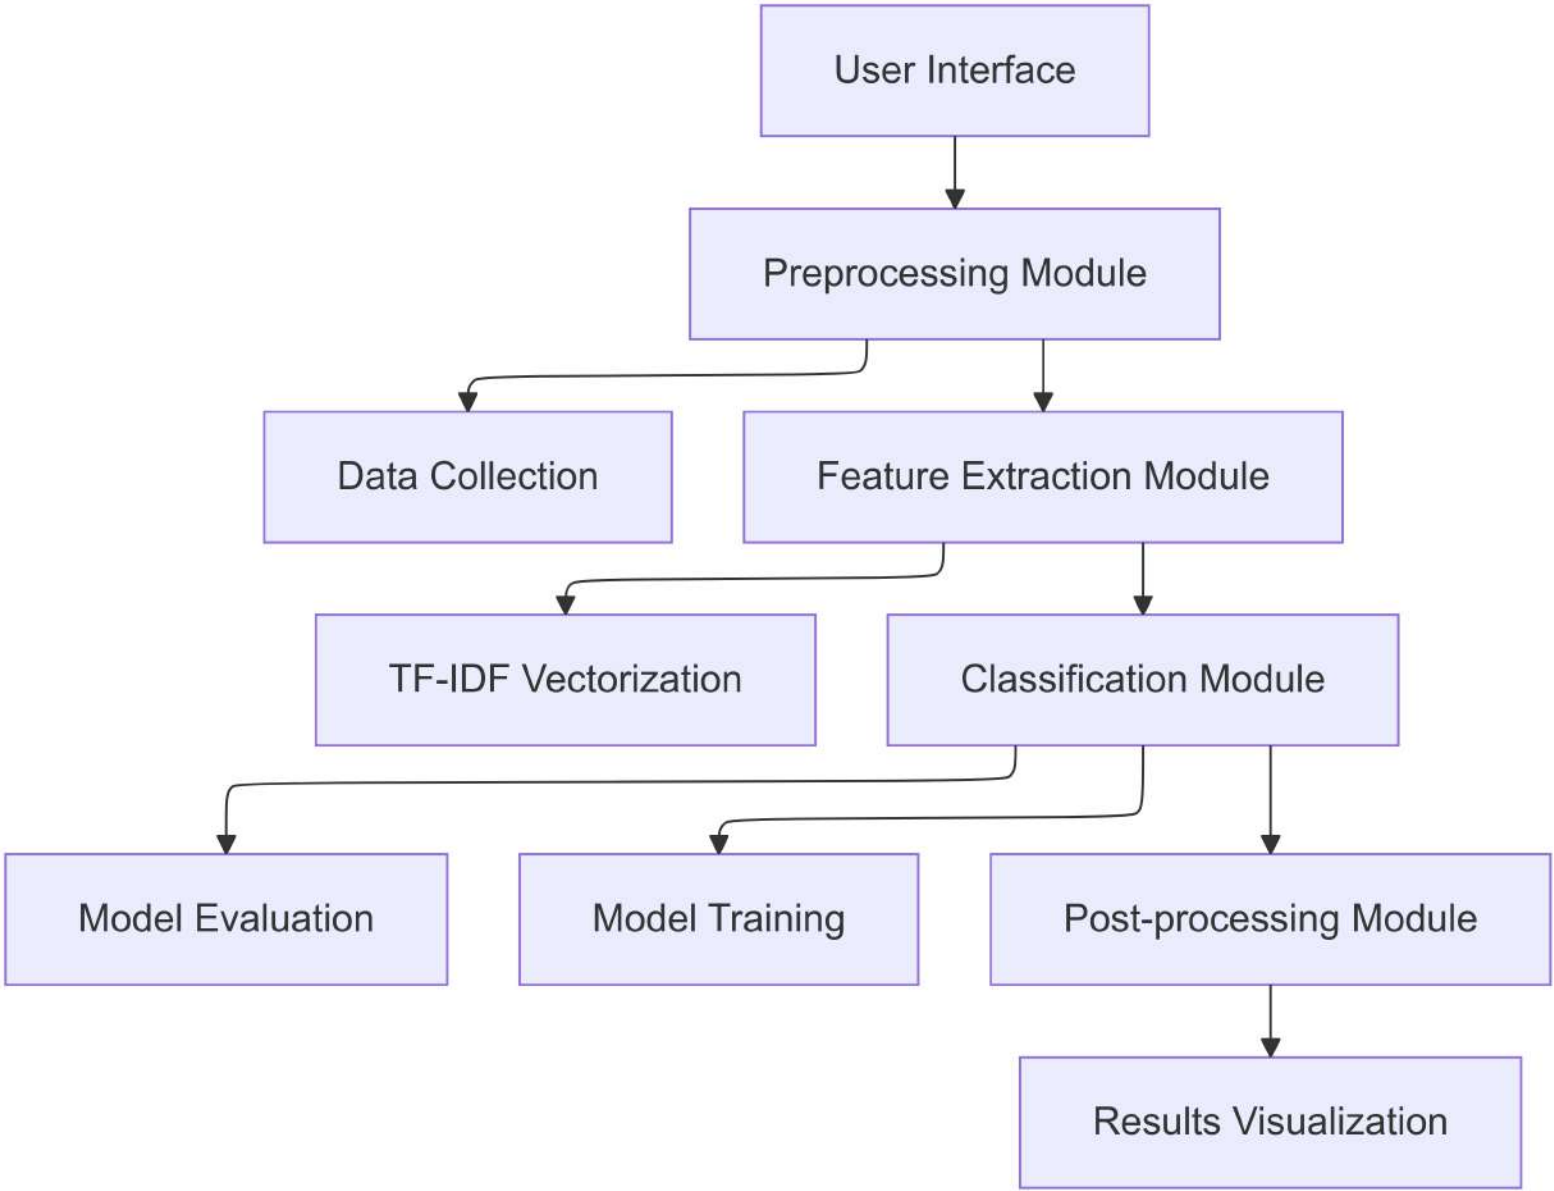 User Interface
Preprocessing Module
Data Collection
Feature Extraction Module
TF-IDF Vectorization
Classification Module
Model Evaluation
Model Training
Post-processing Module
Results Visualization